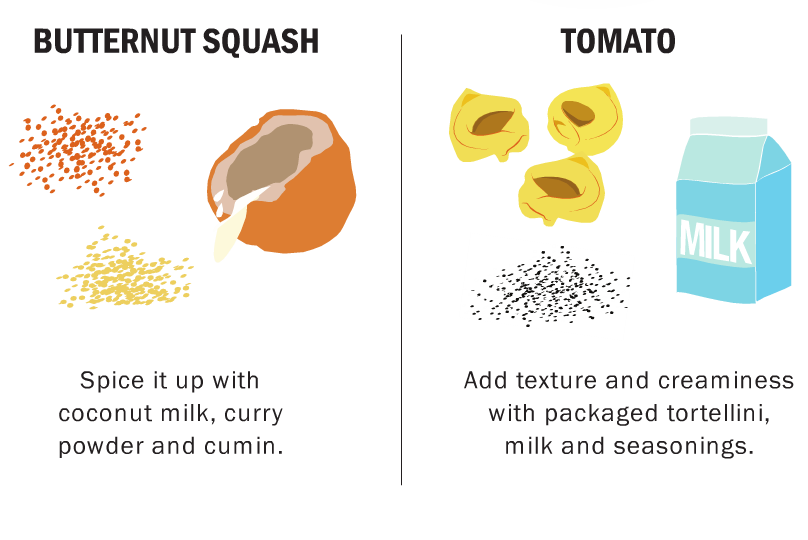 BUTTERNUT SQUASH
Spice it up with
coconut milk, curry
powder and cumin.
TOMATO
MILK
Add texture and creaminess
with packaged tortellini,
milk and seasonings.